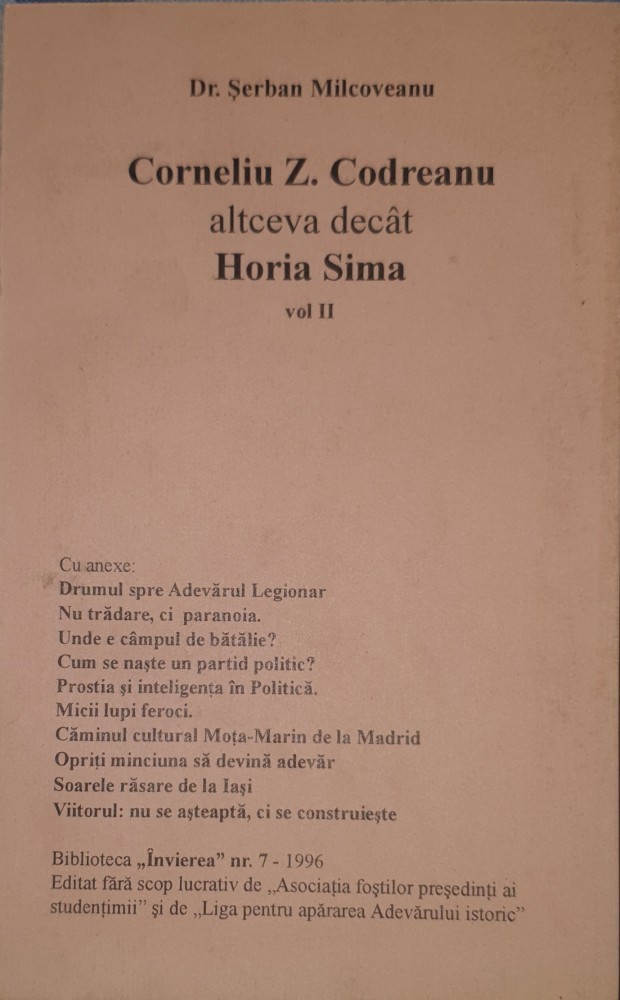 Dr. Şerban Milcoveanu
Corneliu Z. Codreanu
altceva decât
Horia Sima
vol II
Cu anexe:
Drumul spre Adevărul Legionar
Nu trădare, ci paranoia.
Unde e câmpul de bătălie?
Cum se naşte un partid politic?
Prostia şi inteligenţa în Politică.
Micii lupi feroci.
Căminul cultural Moţa-Marin de la Madrid
Opriţi minciuna să devină adevăr
Soarele răsare de la Iaşi
Viitorul: nu se aşteaptă, ci se construieşte
Biblioteca „Învierea” nr. 7 - 1996
Editat fără scop lucrativ de „Asociaţia foştilor preşedinţi ai
studenţimii” şi de „Liga pentru apărarea Adevărului istoric”